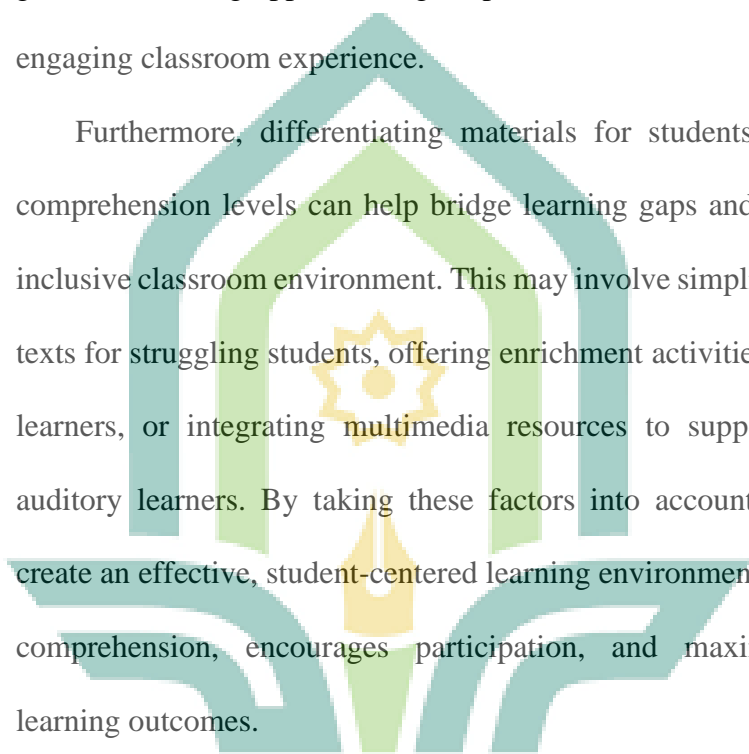 engaging classroom experience.
Furthermore, differentiating materials for students
comprehension levels can help bridge learning gaps and
inclusive classroom environment. This may involve simpl
texts for struggling students, offering enrichment activitie
learners, or integrating multimedia resources to supp
auditory learners. By taking these factors into account
create an effective, student-centered learning environmen
comprehension, encourages participation, and maxi
learning outcomes.